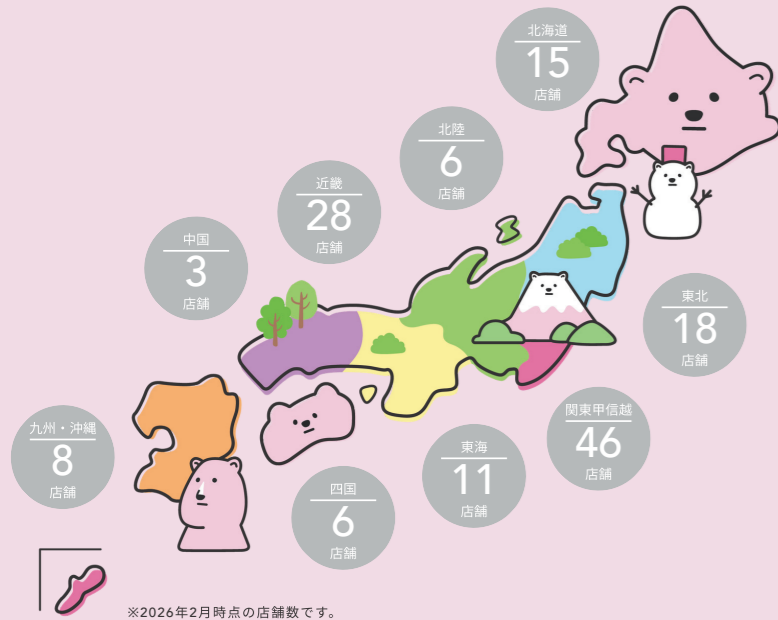 北海道
15
店舗
北陸
6
店舗
近畿
28
店舗
中国
3
店舗
東北
18
店舗
関東甲信越
46
店舗
東海
11
店舗
四国
6
店舗
九州・沖縄
8
店舗
※2026年2月時点の店舗数です。